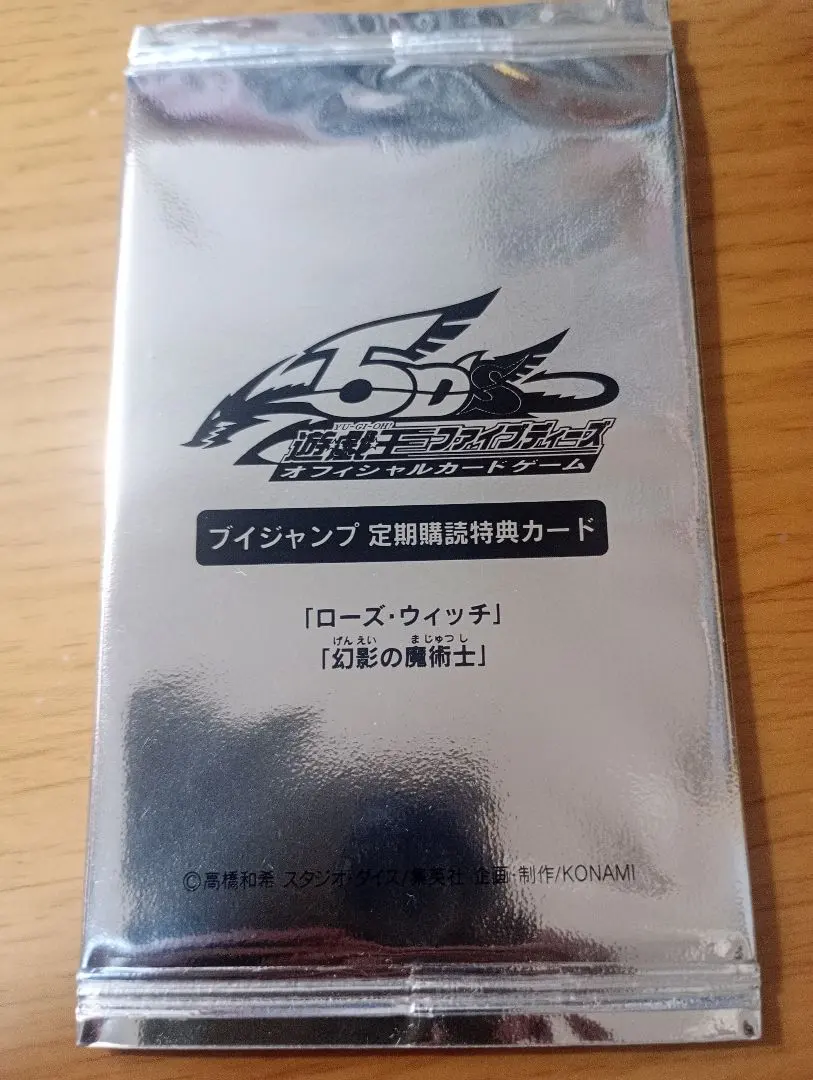 5D's
YU-GI-OH!
遊戯王ファイブディーズ
オフィシャルカードゲーム
ブイジャンプ 定期購読特典カード
「ローズ・ウィッチ」
げんえい まじゅつし
「幻影の魔術士」
©高橋和希 スタジオ・ダイス/集英社 企画・制作/KONAMI